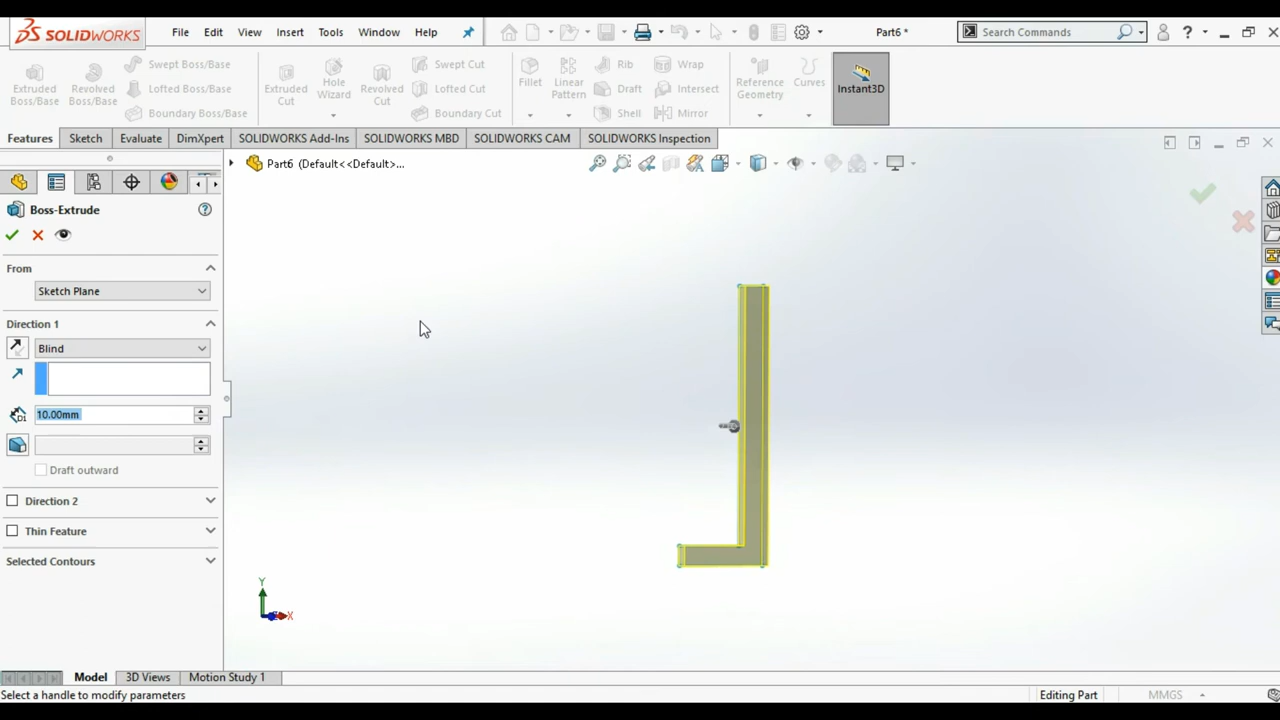 SOLIDWORKS File Edit View Insert Tools Window Help Part6 * Search Commands ?
Extruded Boss/Base
Revolved Boss/Base
Swept Boss/Base
Lofted Boss/Base
Boundary Boss/Base
Extruded Cut
Hole Wizard
Revolved Cut
Swept Cut
Lofted Cut
Boundary Cut
Fillet
Linear Pattern
Rib
Draft
Shell
Wrap
Intersect
Mirror
Reference Geometry
Curves
Instant3D
Features Sketch Evaluate DimXpert SOLIDWORKS Add-Ins SOLIDWORKS MBD SOLIDWORKS CAM SOLIDWORKS Inspection
Part6 (Default<<Default>...
Boss-Extrude ?
From
Sketch Plane
Direction 1
Blind
D1 10.00mm
Draft outward
Direction 2
Thin Feature
Selected Contours
Y
X
Model 3D Views Motion Study 1
Select a handle to modify parameters Editing Part MMGS